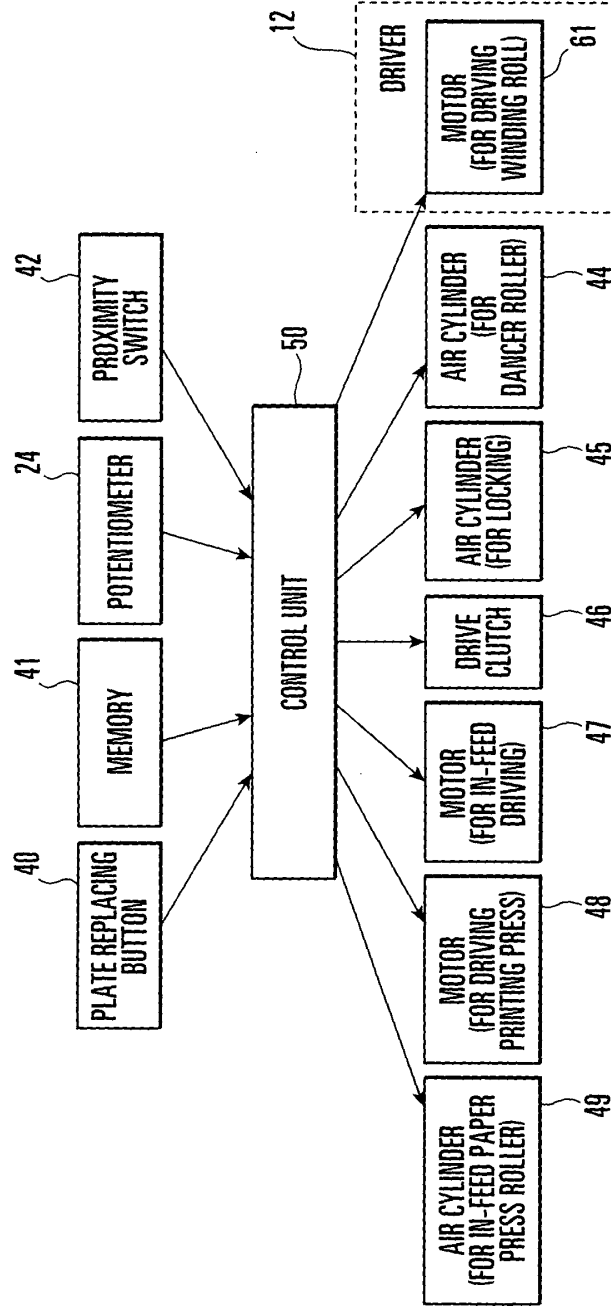 40
PLATE REPLACING
BUTTON
41
MEMORY
24
POTENTIOMETER
42
PROXIMITY
SWITCH
50
CONTROL UNIT
12
DRIVER
AIR CYLINDER
(FOR IN-FEED PAPER
PRESS ROLLER)
49
MOTOR
(FOR DRIVING
PRINTING PRESS)
48
MOTOR
(FOR IN-FEED
DRIVING)
47
DRIVE
CLUTCH
46
AIR CYLINDER
(FOR LOCKING)
45
AIR CYLINDER
(FOR
DANCER ROLLER)
44
MOTOR
(FOR DRIVING
WINDING ROLL)
61